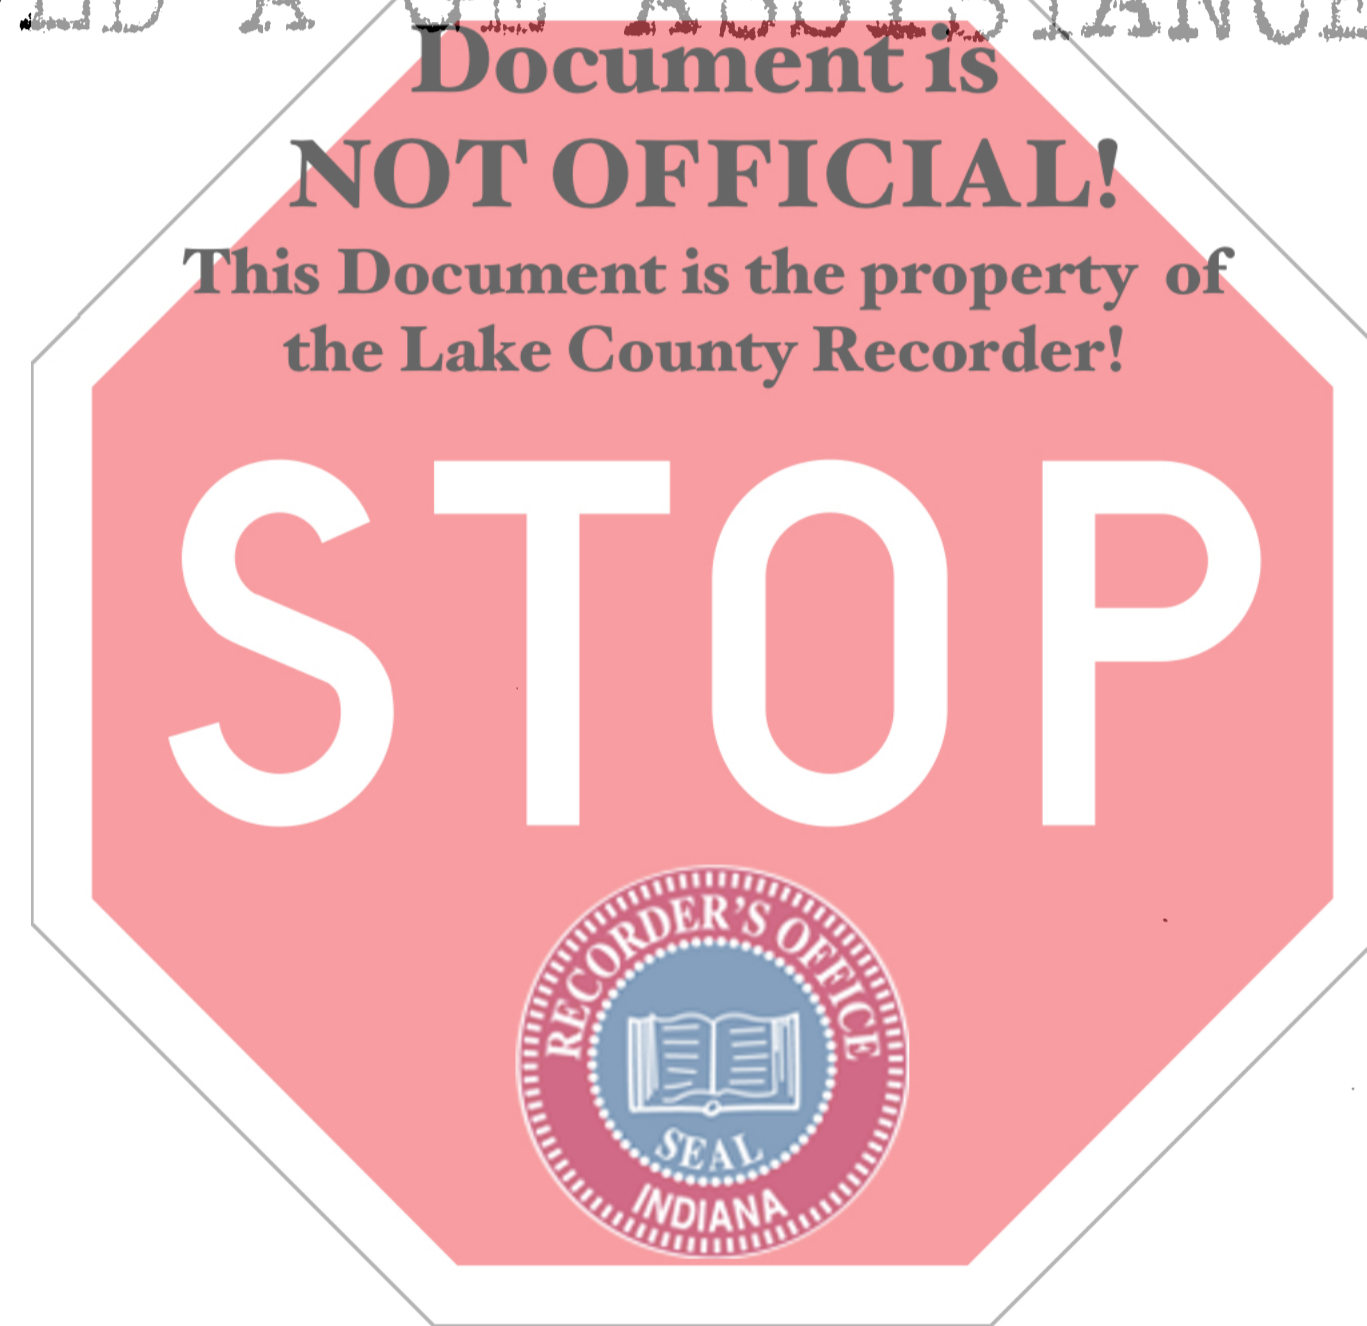 Document is
NOT OFFICIAL!
This Document is the property of
the Lake County Recorder!
STOP
RECORDER'S OFFICE
SEAL
INDIANA